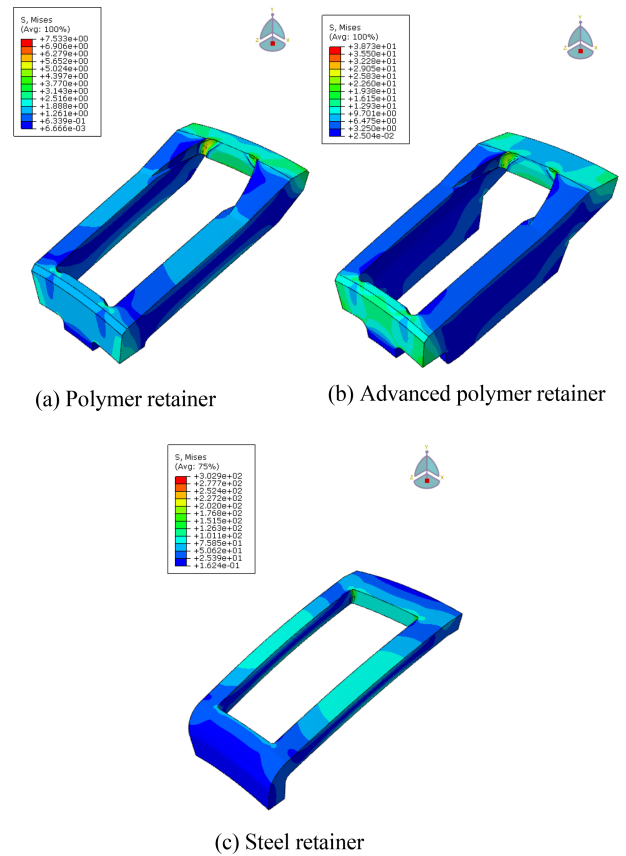 S, Mises
(Avg: 100%)
+7.533e+00
+6.906e+00
+6.279e+00
+5.652e+00
+5.024e+00
+4.397e+00
+3.770e+00
+3.143e+00
+2.516e+00
+1.888e+00
+1.261e+00
+6.339e-01
+6.666e-03
Y
Z
X
S, Mises
(Avg: 100%)
+3.873e+01
+3.550e+01
+3.228e+01
+2.905e+01
+2.583e+01
+2.260e+01
+1.938e+01
+1.615e+01
+1.293e+01
+9.701e+00
+6.475e+00
+3.250e+00
+2.504e-02
Y
Z
X
(a) Polymer retainer
(b) Advanced polymer retainer
S, Mises
(Avg: 75%)
+3.029e+02
+2.777e+02
+2.524e+02
+2.272e+02
+2.020e+02
+1.768e+02
+1.515e+02
+1.263e+02
+1.011e+02
+7.585e+01
+5.062e+01
+2.539e+01
+1.624e-01
Y
Z
X
(c) Steel retainer